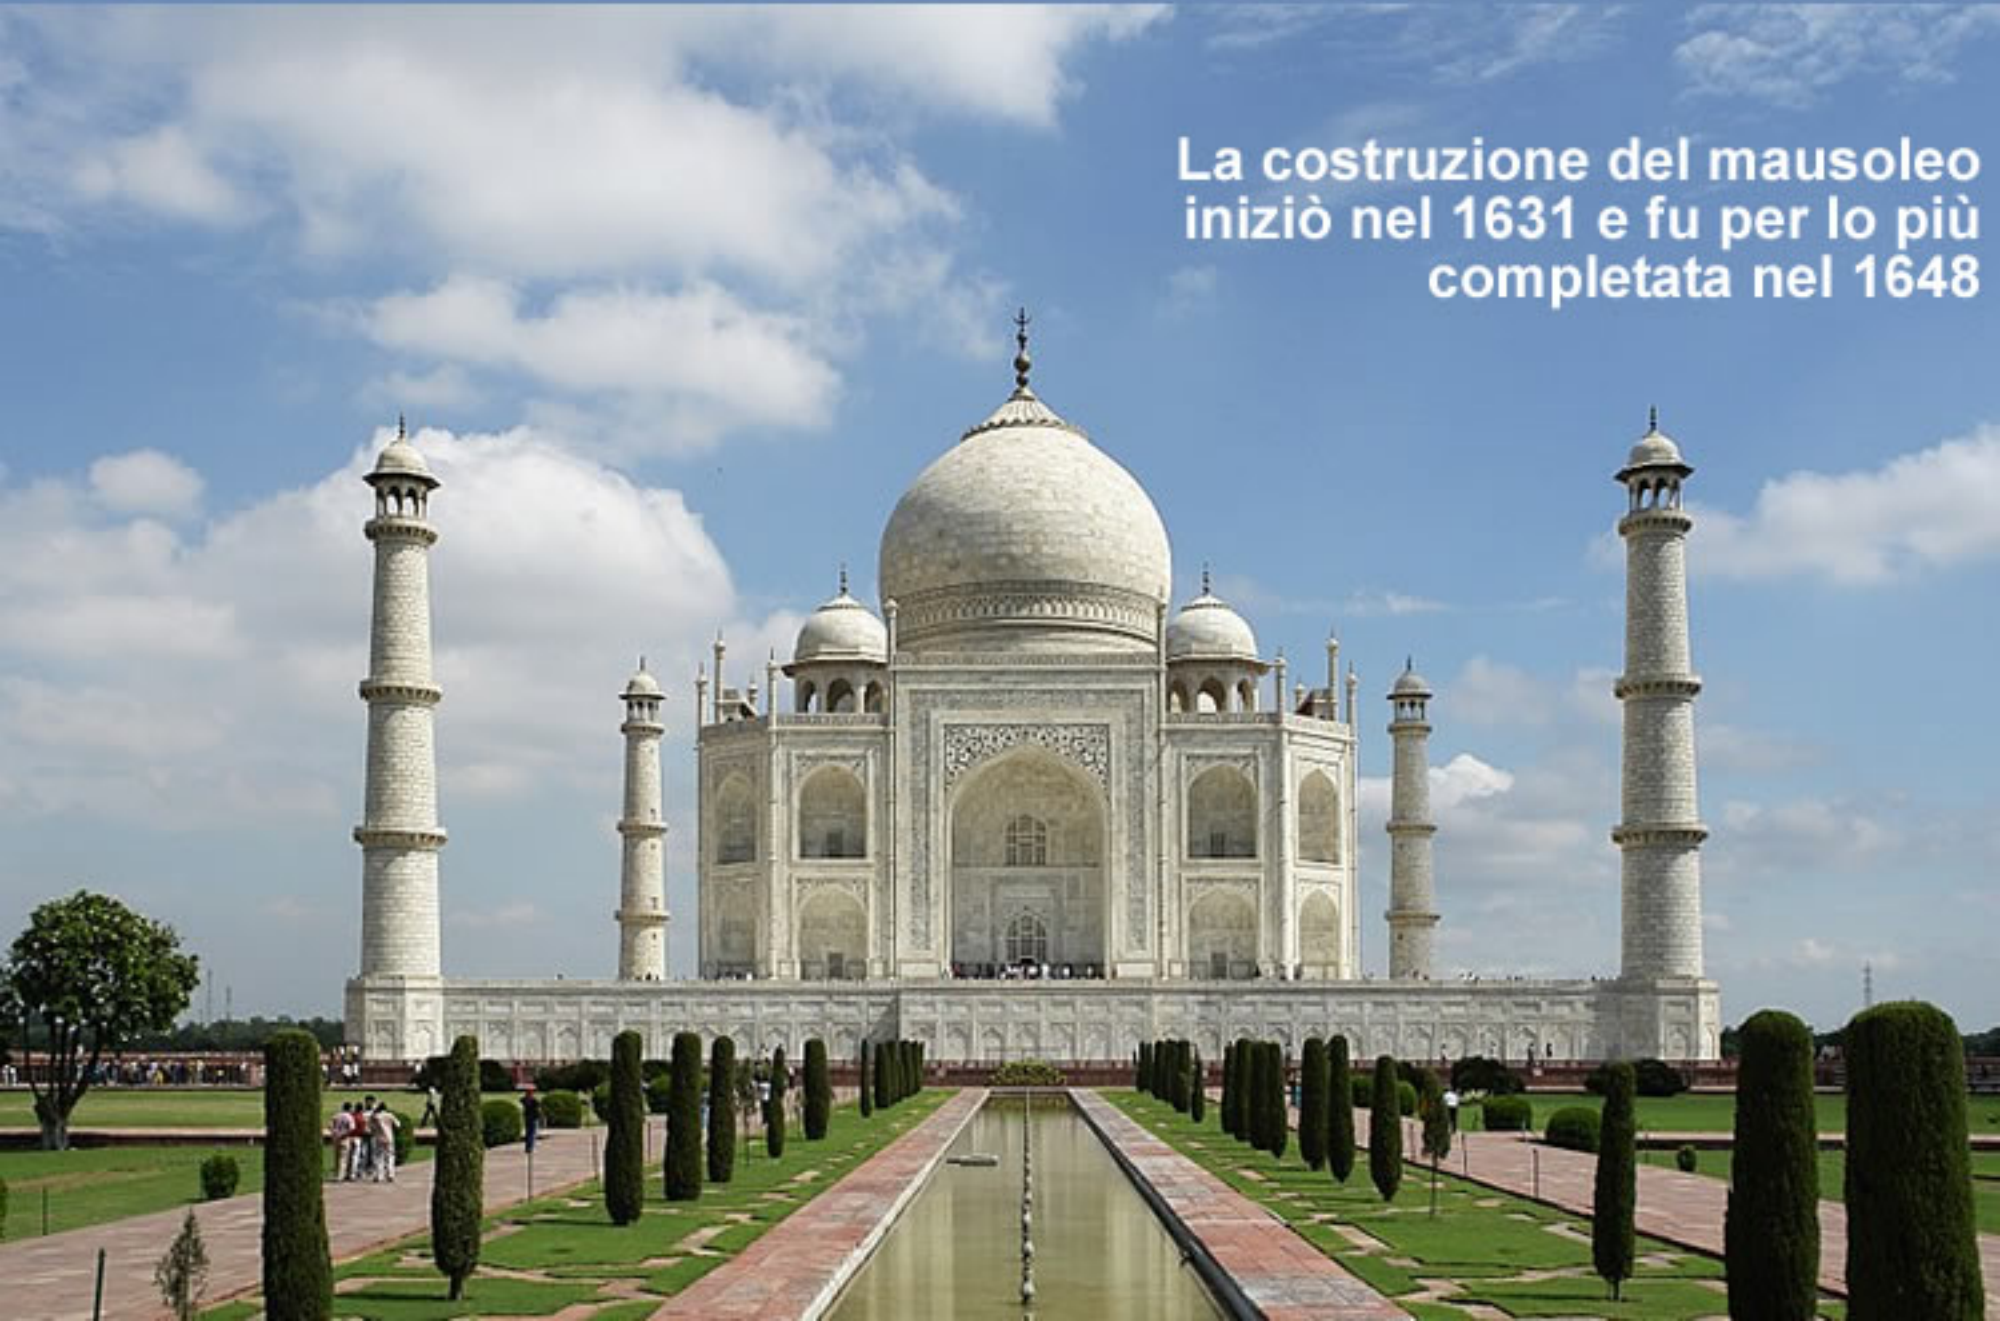 La costruzione del mausoleo
iniziò nel 1631 e fu per lo più
completata nel 1648